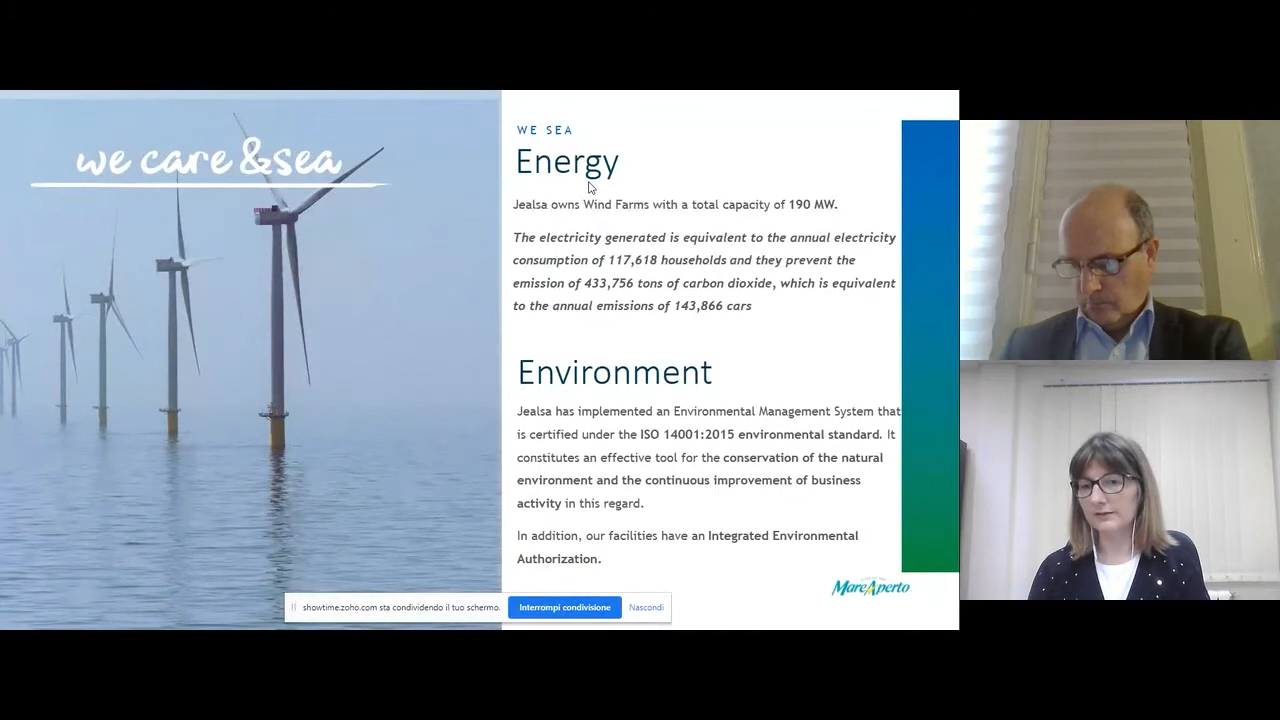 we care &sea
WE SEA
Energy
Jealsa owns Wind Farms with a total capacity of 190 MW.
The electricity generated is equivalent to the annual electricity
consumption of 117,618 households and they prevent the
emission of 433,756 tons of carbon dioxide, which is equivalent
to the annual emissions of 143,866 cars
Environment
Jealsa has implemented an Environmental Management System that
is certified under the ISO 14001:2015 environmental standard. It
constitutes an effective tool for the conservation of the natural
environment and the continuous improvement of business
activity in this regard.
In addition, our facilities have an Integrated Environmental
Authorization.
MareAperto
showtime.zoho.com sta condividendo il tuo schermo.
Interrompi condivisione
Nascondi